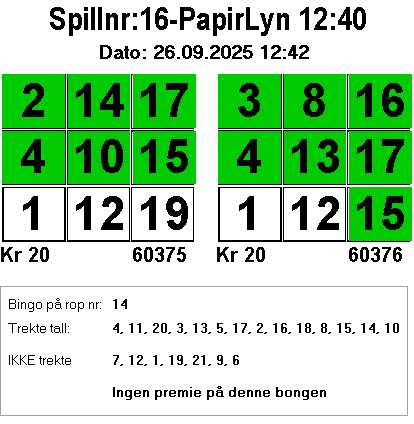 Spillnr:16-PapirLyn 12:40
Dato: 26.09.2025 12:42
2 14 17 3 8 16
4 10 15 4 13 17
1 12 19 1 12 15
Kr 20 60375 Kr 20 60376
Bingo på rop nr: 14
Trekte tall: 4, 11, 20, 3, 13, 5, 17, 2, 16, 18, 8, 15, 14, 10
IKKE trekte 7, 12, 1, 19, 21, 9, 6
Ingen premie på denne bongen